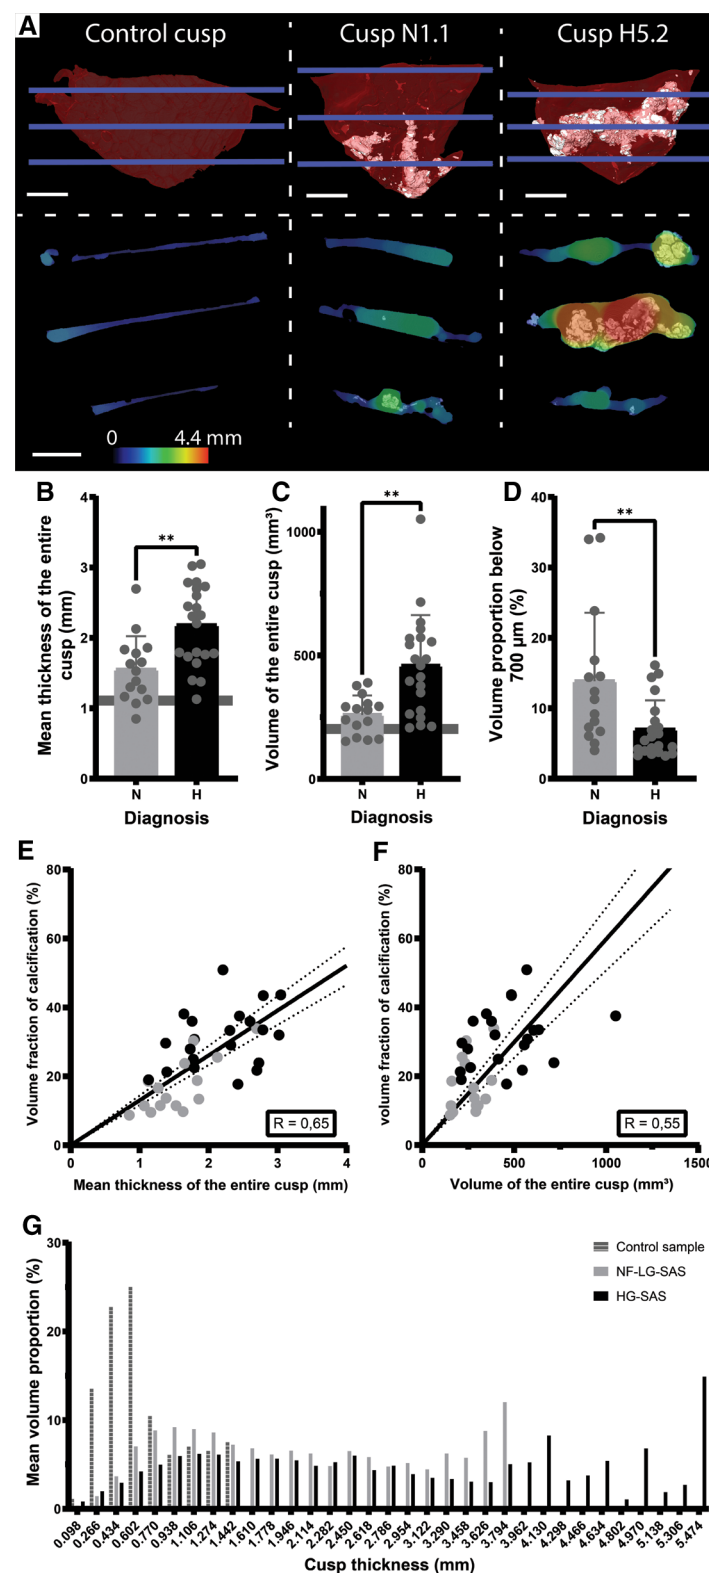 A
Control cusp
Cusp N1.1
Cusp H5.2
0
4.4 mm
B
Mean thickness of the entire
cusp (mm)
4
3
2
1
0
**
N
H
Diagnosis
C
Volume of the entire cusp (mm³)
1000
500
0
**
N
H
Diagnosis
D
Volume proportion below
700 µm (%)
40
30
20
10
0
**
N
H
Diagnosis
E
Volume fraction of calcification (%)
80
60
40
20
0
R = 0,65
0
1
2
3
4
Mean thickness of the entire cusp (mm)
F
volume fraction of calcification (%)
80
60
40
20
0
R = 0,55
0
500
1000
1500
Volume of the entire cusp (mm³)
G
Mean volume proportion (%)
30
20
10
0
Control sample
NF-LG-SAS
HG-SAS
0.098
0.266
0.434
0.602
0.770
0.938
1.106
1.274
1.442
1.610
1.778
1.946
2.114
2.282
2.450
2.618
2.786
2.954
3.122
3.290
3.458
3.626
3.794
3.962
4.130
4.298
4.466
4.634
4.802
4.970
5.138
5.306
5.474
Cusp thickness (mm)